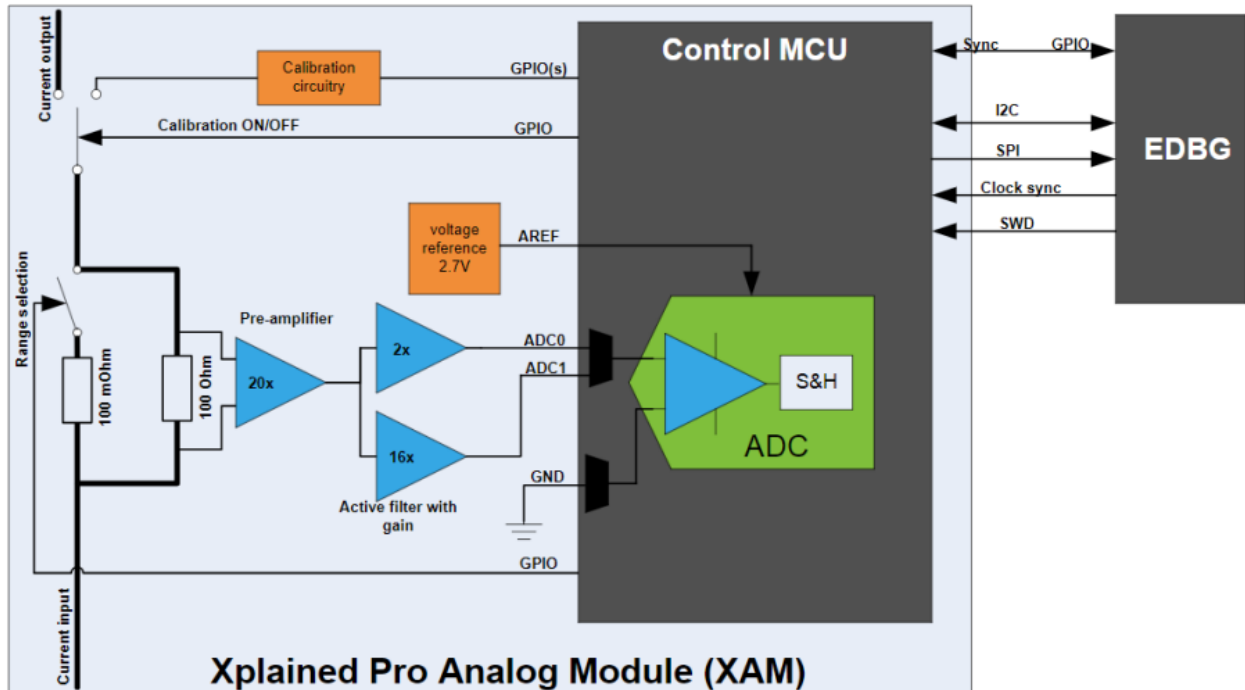 Current output
Calibration
circuitry
GPIO(s)
Control MCU
Sync
GPIO
Calibration ON/OFF
GPIO
I2C
SPI
EDBG
Clock sync
SWD
voltage
reference
2.7V
AREF
Range selection
Pre-amplifier
2x
ADC0
ADC1
20x
S&H
100 mOhm
100 Ohm
ADC
16x
GND
Active filter with
gain
GPIO
Current input
Xplained Pro Analog Module (XAM)